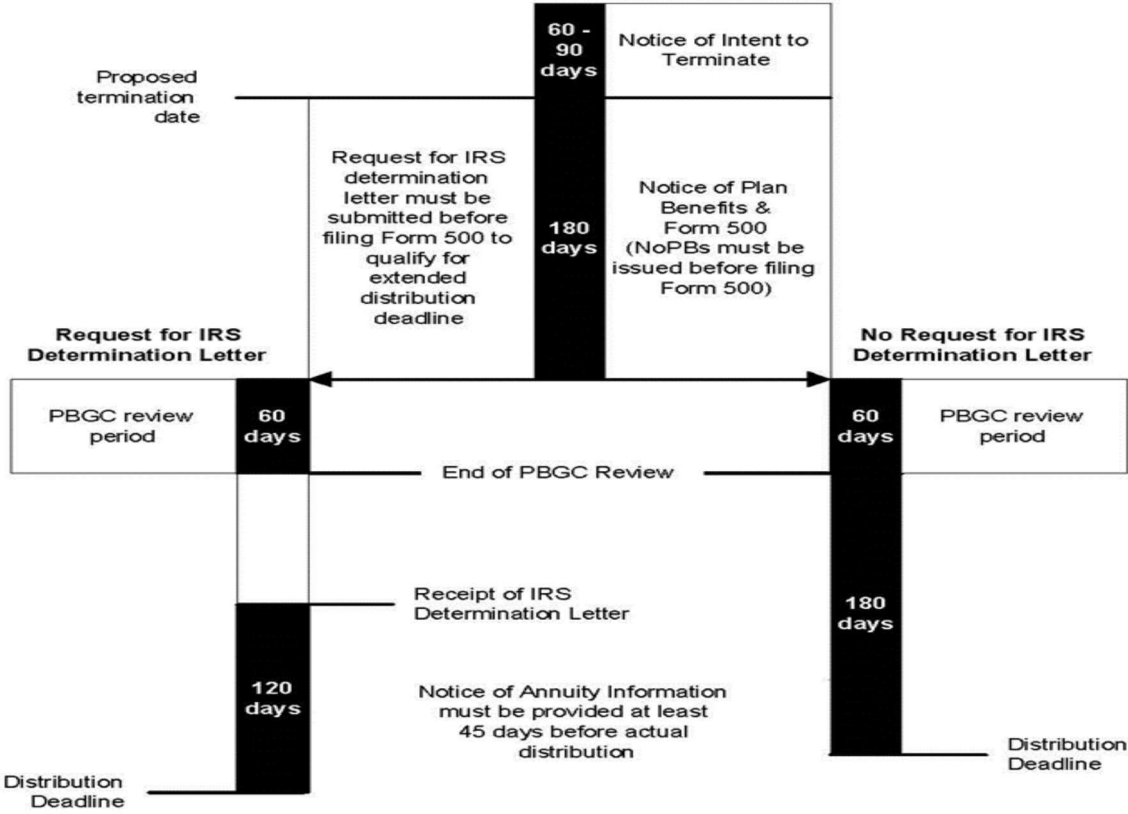 60 -
90
days
Notice of Intent to
Terminate
Proposed
termination
date
Request for IRS
determination
letter must be
submitted before
filing Form 500 to
qualify for
extended
distribution
deadline
180
days
Notice of Plan
Benefits &
Form 500
(NoPBs must be
issued before filing
Form 500)
Request for IRS
Determination Letter
No Request for IRS
Determination Letter
PBGC review
period
60
days
60
days
PBGC review
period
End of PBGC Review
Receipt of IRS
Determination Letter
180
days
120
days
Notice of Annuity Information
must be provided at least
45 days before actual
distribution
Distribution
Deadline
Distribution
Deadline